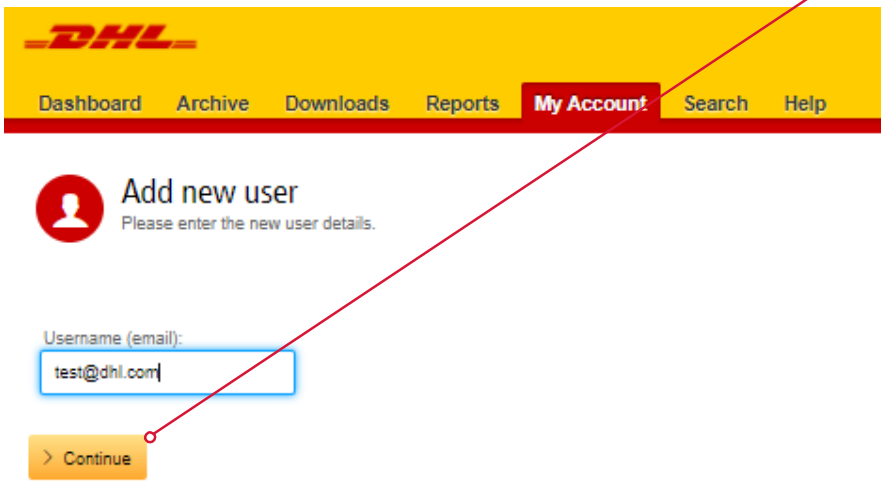 DHL
Dashboard Archive Downloads Reports My Account Search Help
Add new user
Please enter the new user details.
Username (email):
test@dhl.com
> Continue